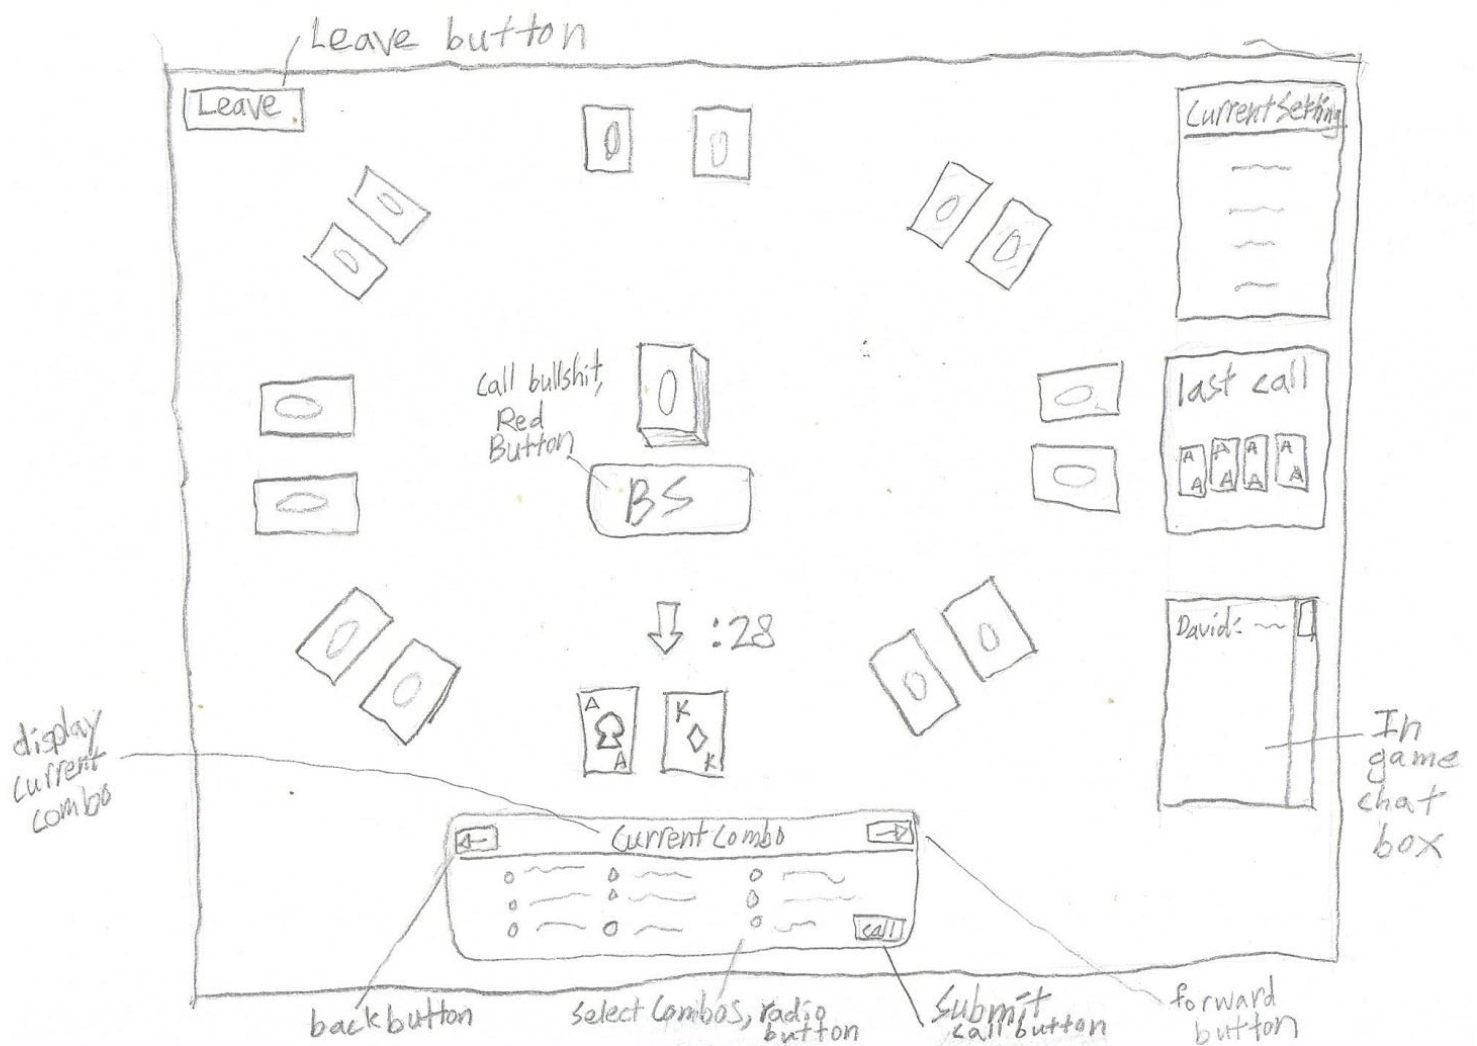 Leave button
Leave
Current Setting
Call bullshit,
Red
Button
BS
last call
A A A A
A A A A
:28
David:
A
A
K
K
display
current
combo
In
game
chat
box
Current Combo
call
back button
select Combos, radio
button
Submit
call button
forward
button